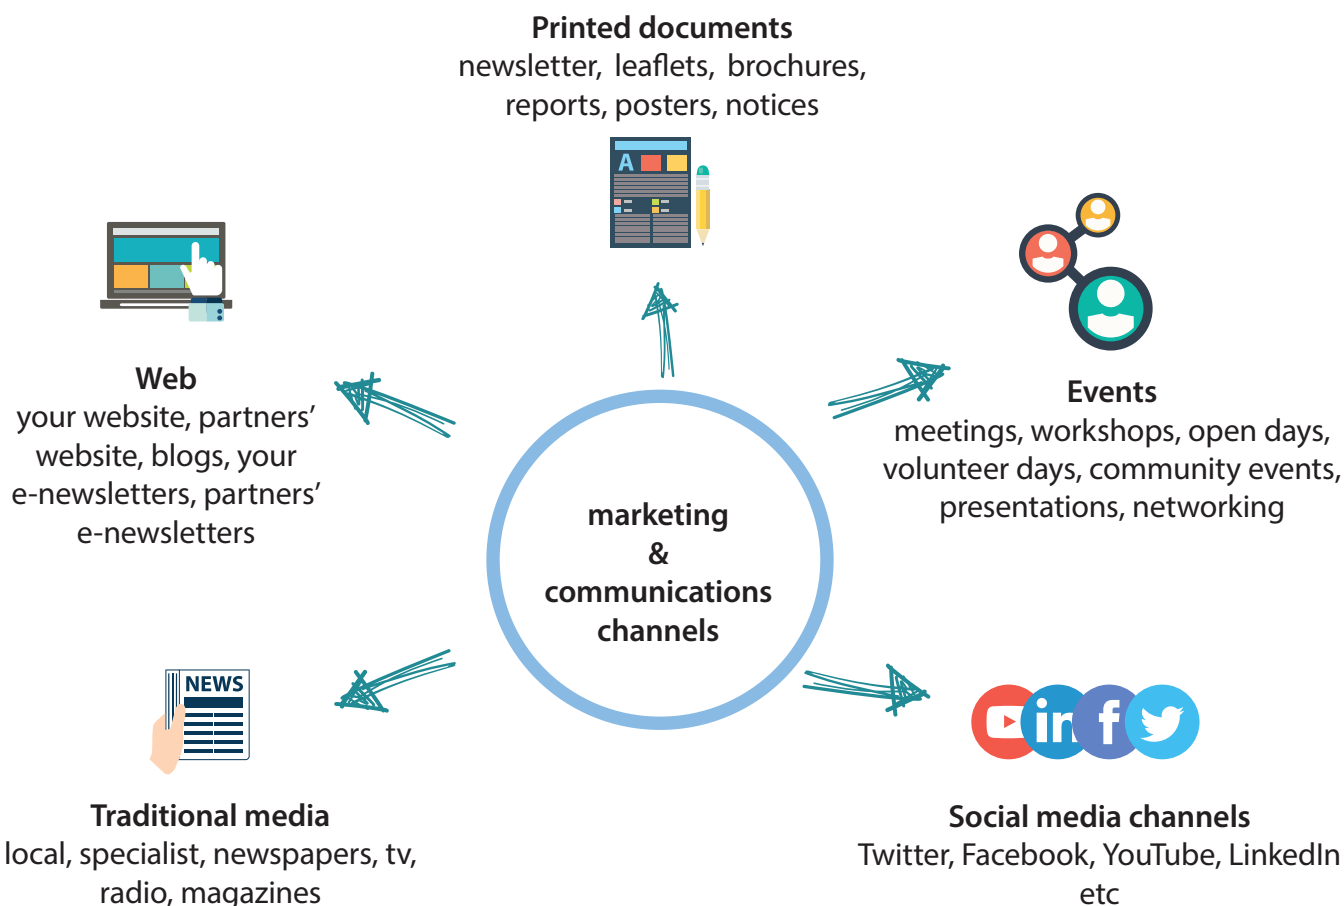 Printed documents
newsletter, leaflets, brochures,
reports, posters, notices
A
Web
your website, partners’
website, blogs, your
e-newsletters, partners’
e-newsletters
Events
meetings, workshops, open days,
volunteer days, community events,
presentations, networking
marketing
&
communications
channels
NEWS
Traditional media
local, specialist, newspapers, tv,
radio, magazines
in f
Social media channels
Twitter, Facebook, YouTube, LinkedIn
etc